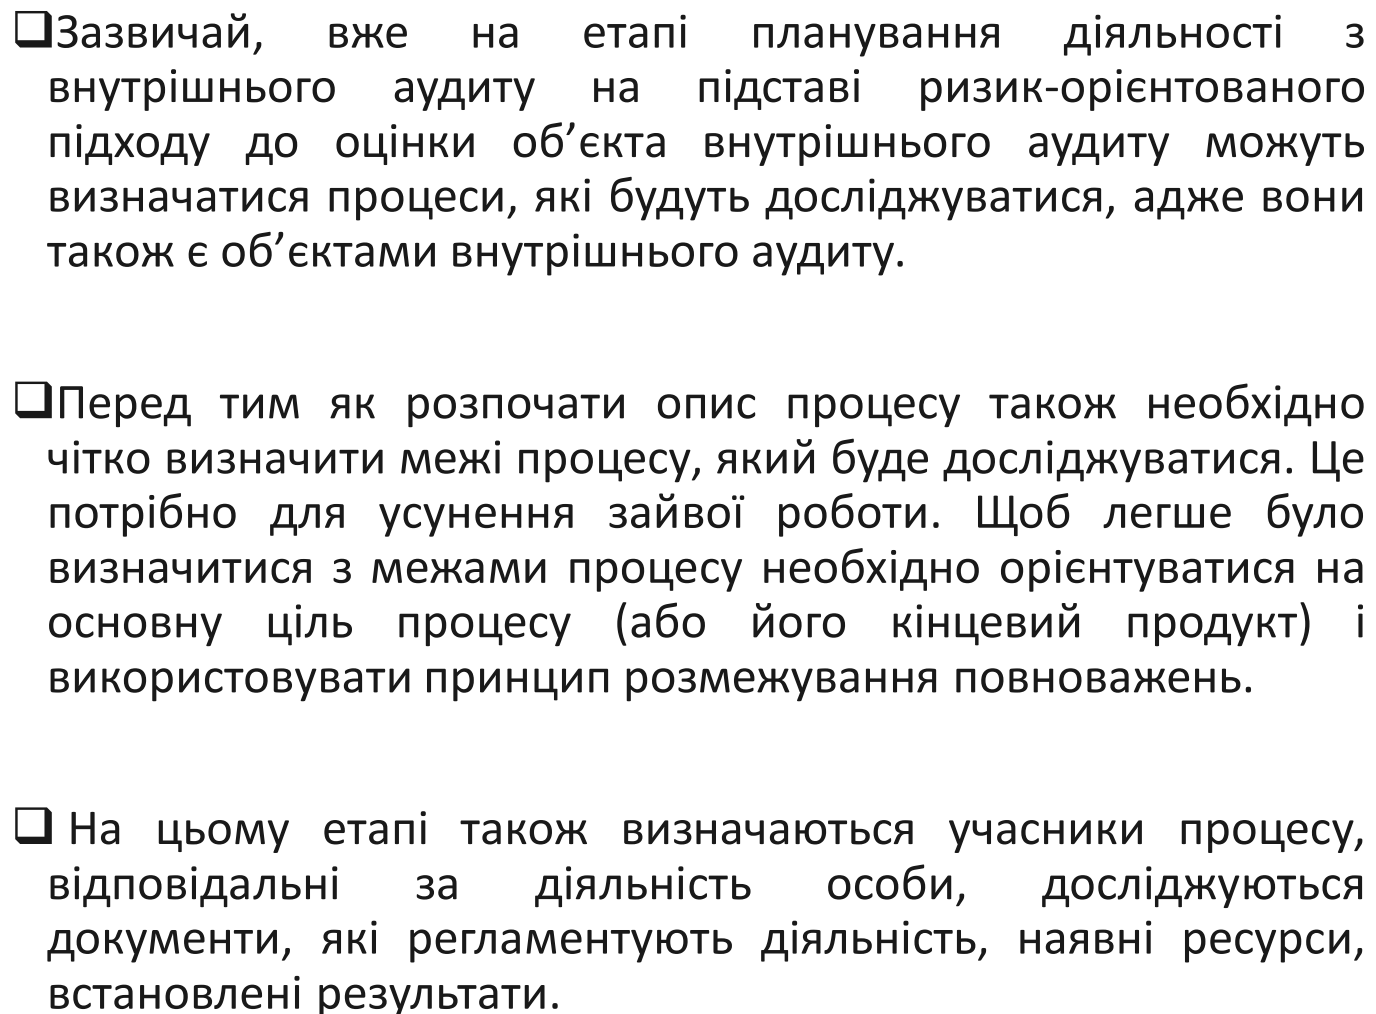 ❑Зазвичай, вже на етапі планування діяльності з
внутрішнього аудиту на підставі ризик-орієнтованого
підходу до оцінки об’єкта внутрішнього аудиту можуть
визначатися процеси, які будуть досліджуватися, адже вони
також є об’єктами внутрішнього аудиту.
❑Перед тим як розпочати опис процесу також необхідно
чітко визначити межі процесу, який буде досліджуватися. Це
потрібно для усунення зайвої роботи. Щоб легше було
визначитися з межами процесу необхідно орієнтуватися на
основну ціль процесу (або його кінцевий продукт) і
використовувати принцип розмежування повноважень.
❑ На цьому етапі також визначаються учасники процесу,
відповідальні за діяльність особи, досліджуються
документи, які регламентують діяльність, наявні ресурси,
встановлені результати.